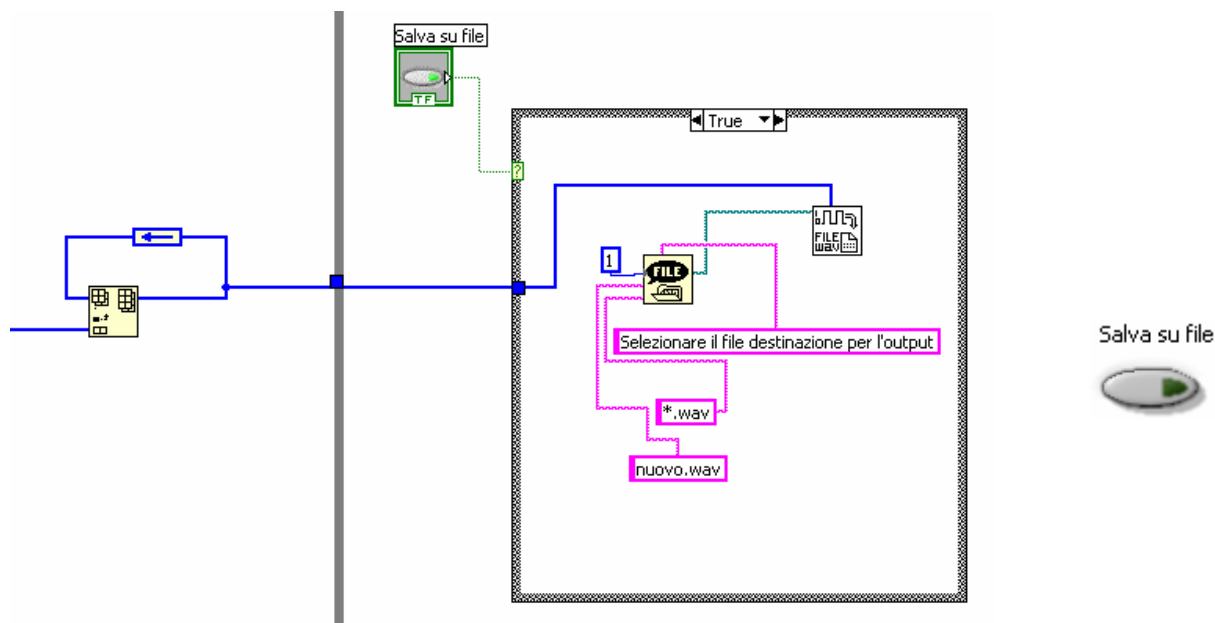 Salva su file
TF
True
?
1
FILE
FILE
wav
Selezionare il file destinazione per l'output
*.wav
nuovo.wav
Salva su file